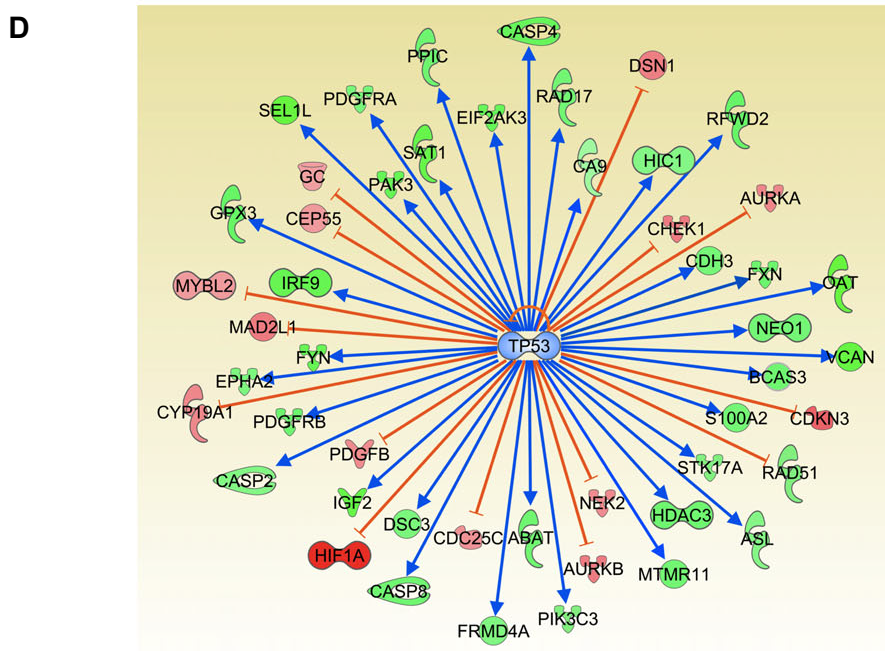 D
CASP4
PPIC
DSN1
PDGFRA
RAD17
SEL1L
EIF2AK3
RFWD2
SAT1
CA9
HIC1
GC
PAK3
AURKA
GPX3
CEP55
CHEK1
CDH3
FXN
MYBL2
IRF9
OAT
MAD2L1
NEO1
TP53
FYN
VCAN
EPHA2
BCAS3
CYP19A1
PDGFRB
S100A2
CDKN3
PDGFB
STK17A
RAD51
CASP2
IGF2
NEK2
DSC3
HDAC3
CDC25C
ABAT
ASL
HIF1A
AURKB
MTMR11
CASP8
PIK3C3
FRMD4A